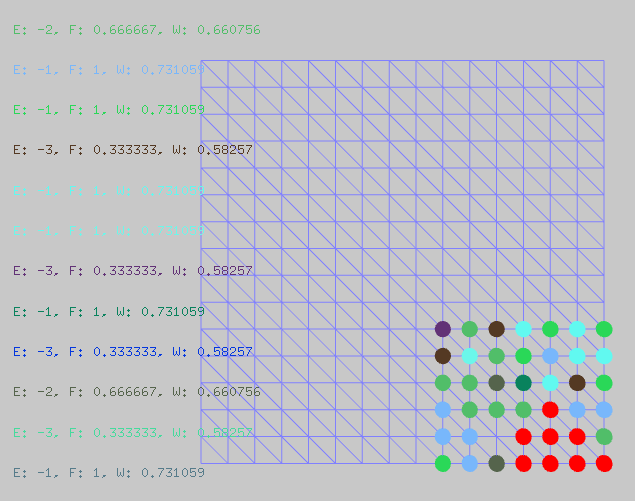 E: -2, F: 0.666667, W: 0.660756
E: -1, F: 1, W: 0.731059
E: -1, F: 1, W: 0.731059
E: -3, F: 0.333333, W: 0.58257
E: -1, F: 1, W: 0.731059
E: -1, F: 1, W: 0.731059
E: -3, F: 0.333333, W: 0.58257
E: -1, F: 1, W: 0.731059
E: -3, F: 0.333333, W: 0.58257
E: -2, F: 0.666667, W: 0.660756
E: -3, F: 0.333333, W: 0.58257
E: -1, F: 1, W: 0.731059